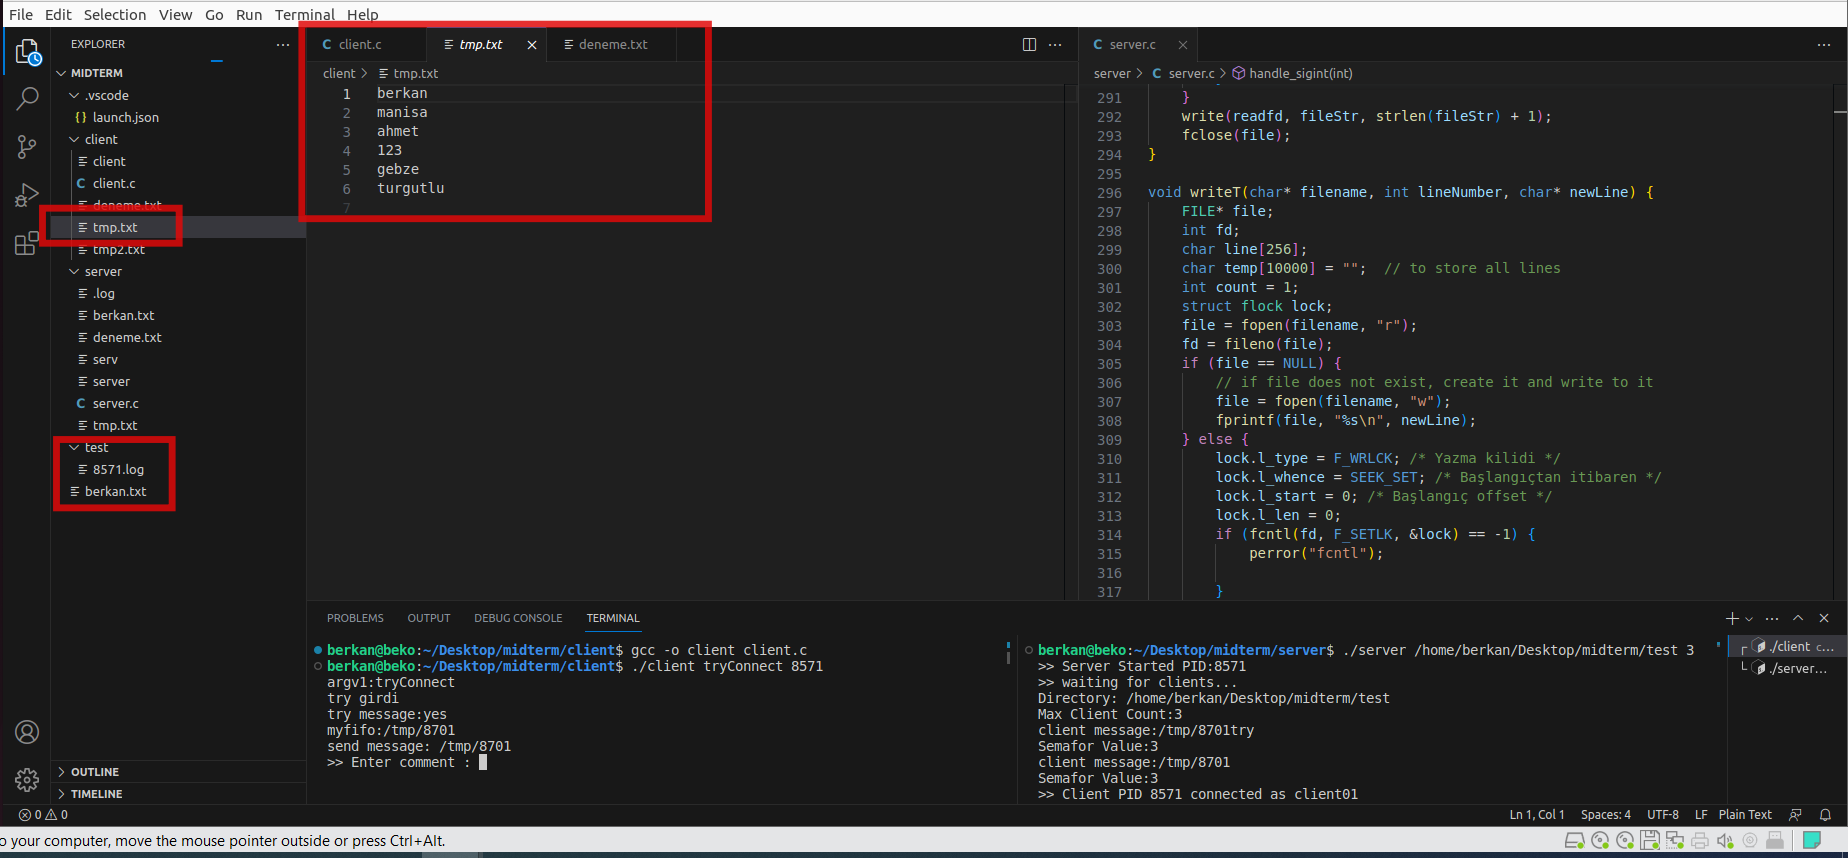 File Edit Selection View Go Run Terminal Help
EXPLORER
MIDTERM
.vscode
{} launch.json
client
client
C client.c
deneme.txt
tmp.txt
tmp2.txt
server
.log
berkan.txt
deneme.txt
serv
server
C server.c
tmp.txt
test
8571.log
berkan.txt
OUTLINE
TIMELINE
C client.c tmp.txt deneme.txt
client > tmp.txt
1 berkan
2 manisa
3 ahmet
4 123
5 gebze
6 turgutlu
7
C server.c
server > C server.c > handle_sigint(int)
291 }
292 write(readfd, fileStr, strlen(fileStr) + 1);
293 fclose(file);
294 }
295
296 void writeT(char* filename, int lineNumber, char* newLine) {
297 FILE* file;
298 int fd;
299 char line[256];
300 char temp[10000] = ""; // to store all lines
301 int count = 1;
302 struct flock lock;
303 file = fopen(filename, "r");
304 fd = fileno(file);
305 if (file == NULL) {
306 // if file does not exist, create it and write to it
307 file = fopen(filename, "w");
308 fprintf(file, "%s\n", newLine);
309 } else {
310 lock.l_type = F_WRLCK; /* Yazma kilidi */
311 lock.l_whence = SEEK_SET; /* Başlangıçtan itibaren */
312 lock.l_start = 0; /* Başlangıç offset */
313 lock.l_len = 0;
314 if (fcntl(fd, F_SETLK, &lock) == -1) {
315 perror("fcntl");
316
317 }
PROBLEMS OUTPUT DEBUG CONSOLE TERMINAL
berkan@beko:~/Desktop/midterm/client$ gcc -o client client.c
berkan@beko:~/Desktop/midterm/client$ ./client tryConnect 8571
argv1:tryConnect
try girdi
try message:yes
myfifo:/tmp/8701
send message: /tmp/8701
>> Enter comment :
berkan@beko:~/Desktop/midterm/server$ ./server /home/berkan/Desktop/midterm/test 3
>> Server Started PID:8571
>> waiting for clients...
Directory: /home/berkan/Desktop/midterm/test
Max Client Count:3
client message:/tmp/8701try
Semafor Value:3
client message:/tmp/8701
Semafor Value:3
>> Client PID 8571 connected as client01
./client c...
./server...
0 0
Ln 1, Col 1 Spaces: 4 UTF-8 LF Plain Text
o your computer, move the mouse pointer outside or press Ctrl+Alt.